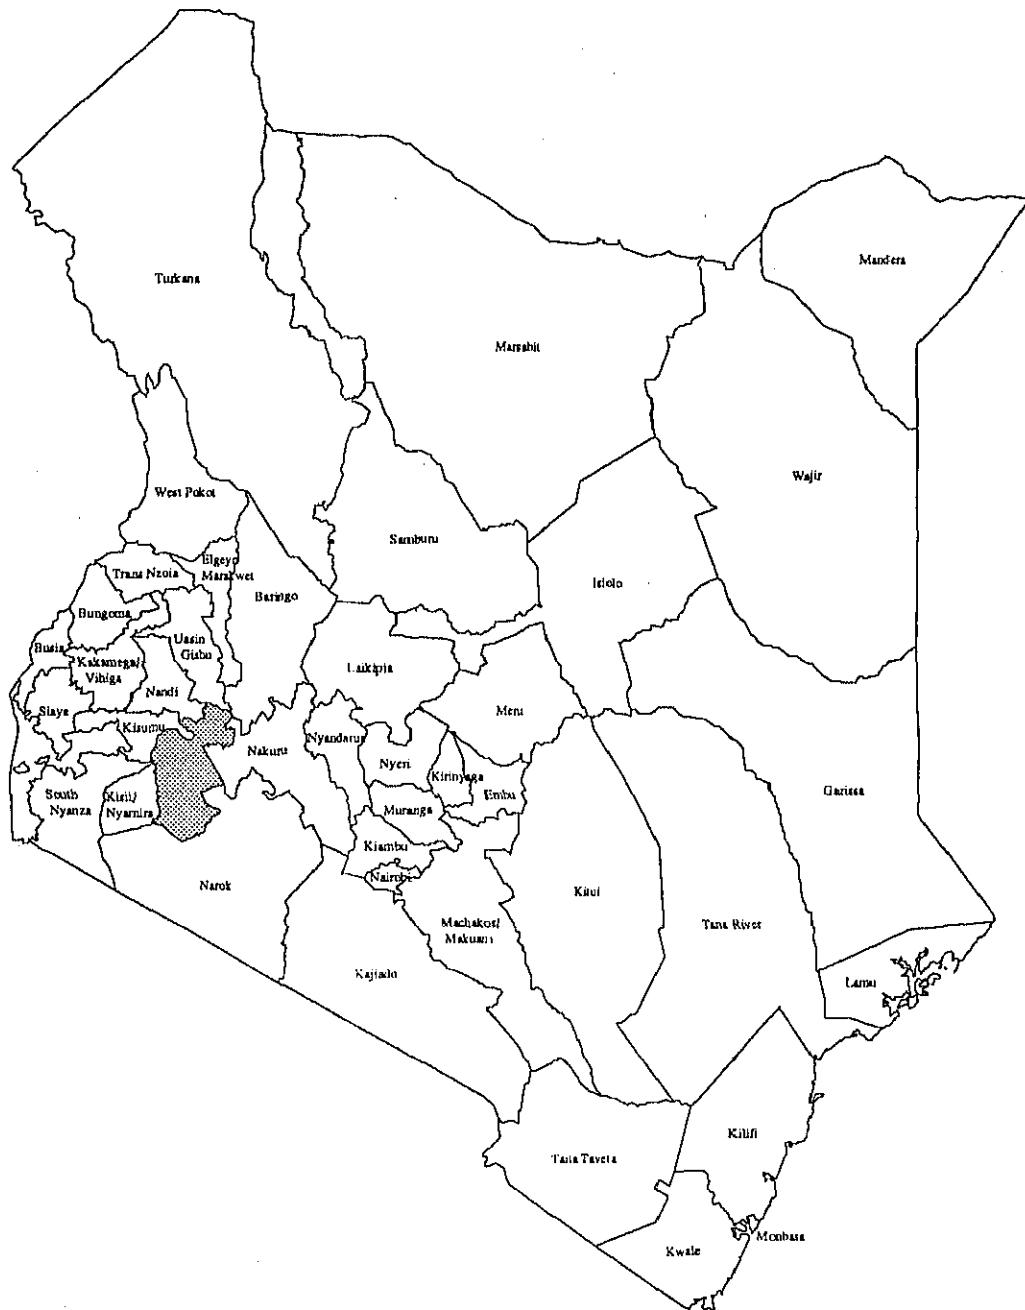 Mandera
Turkana
Marsabit
Wajir
West Pokot
Samburu
Elgeyo
Marakwet
Trans Nzoia
Isiolo
Baringo
Bungoma
Uasin
Gishu
Busia
Kakamega/
Vihiga
Laikipia
Nandi
Siaya
Meru
Kisumu
Nyandarua
Nakuru
Nyeri
Kirinyaga
Garissa
South
Nyanza
Kisii/
Nyamira
Embu
Muranga
Kiambu
Nairobi
Narok
Kitui
Machakos/
Makueni
Tana River
Kajiado
Lamu
Kilifi
Taita Taveta
Mombasa
Kwale